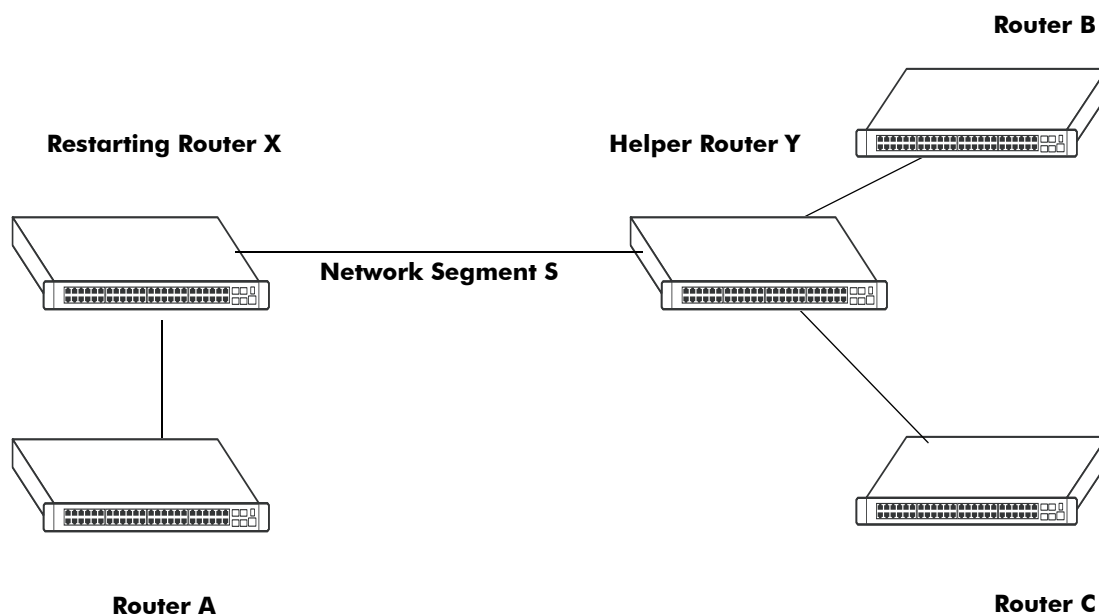 Router B
Restarting Router X
Helper Router Y
Network Segment S
Router A
Router C